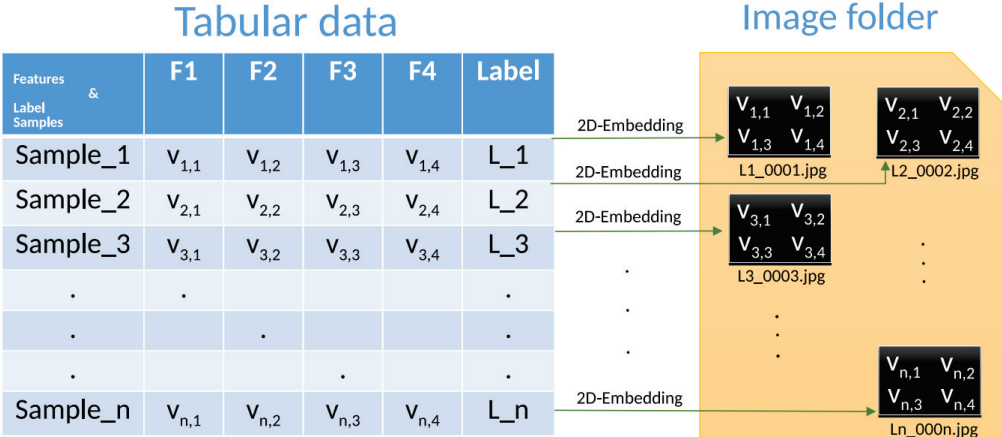 Tabular data
Image folder
Features & Label Samples F1 F2 F3 F4 Label
Sample_1 v1,1 v1,2 v1,3 v1,4 L_1
Sample_2 v2,1 v2,2 v2,3 v2,4 L_2
Sample_3 v3,1 v3,2 v3,3 v3,4 L_3
. . .
. . .
. . .
Sample_n vn,1 vn,2 vn,3 vn,4 L_n
2D-Embedding
2D-Embedding
2D-Embedding
.
.
.
2D-Embedding
v1,1 v1,2
v1,3 v1,4
L1_0001.jpg
v2,1 v2,2
v2,3 v2,4
L2_0002.jpg
v3,1 v3,2
v3,3 v3,4
L3_0003.jpg
.
.
.
.
.
.
vn,1 vn,2
vn,3 vn,4
Ln_000n.jpg